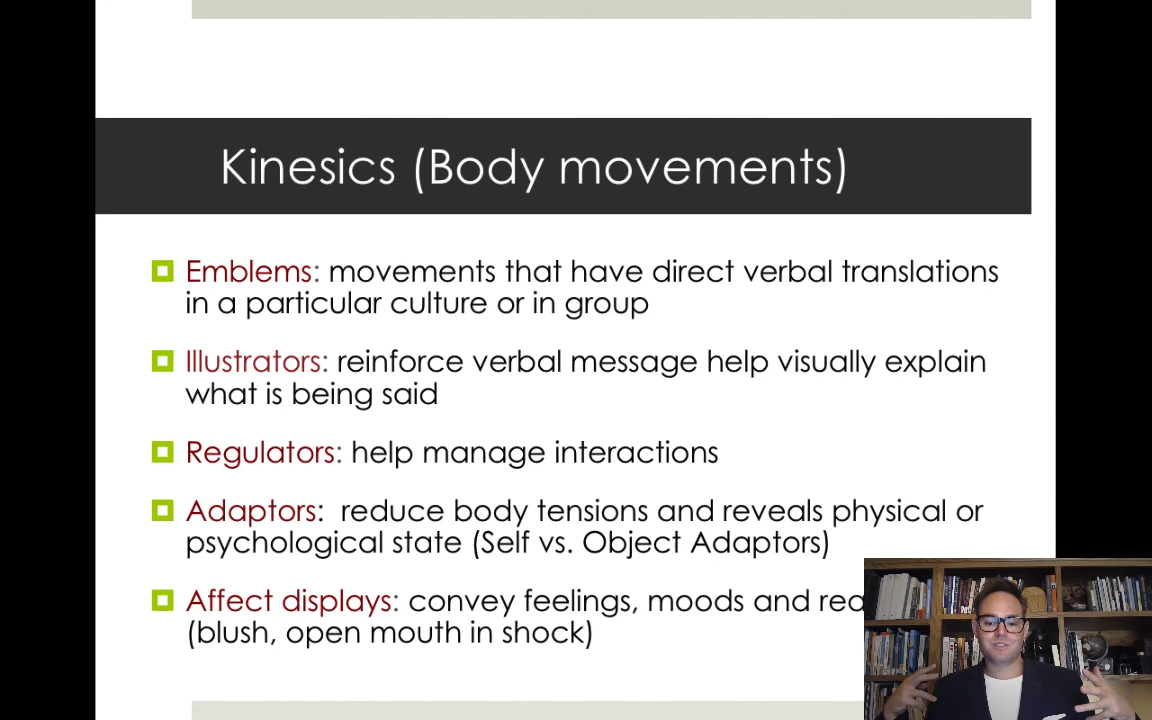 Kinesics (Body movements)
Emblems: movements that have direct verbal translations
in a particular culture or in group
Illustrators: reinforce verbal message help visually explain
what is being said
Regulators: help manage interactions
Adaptors: reduce body tensions and reveals physical or
psychological state (Self vs. Object Adaptors)
Affect displays: convey feelings, moods and
(blush, open mouth in shock)